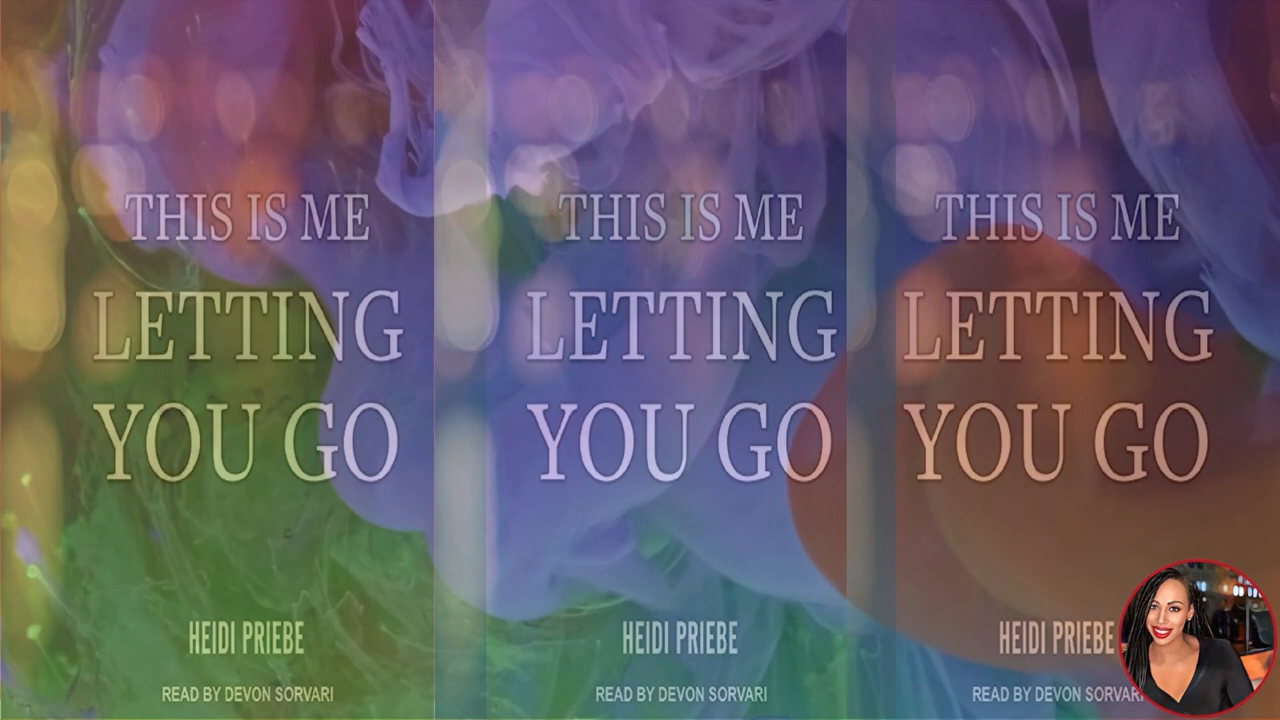 THIS IS ME
LETTING
YOU GO
HEIDI PRIEBE
READ BY DEVON SORVARI
THIS IS ME
LETTING
YOU GO
HEIDI PRIEBE
READ BY DEVON SORVARI
THIS IS ME
LETTING
YOU GO
HEIDI PRIEBE
READ BY DEVON SORVARI